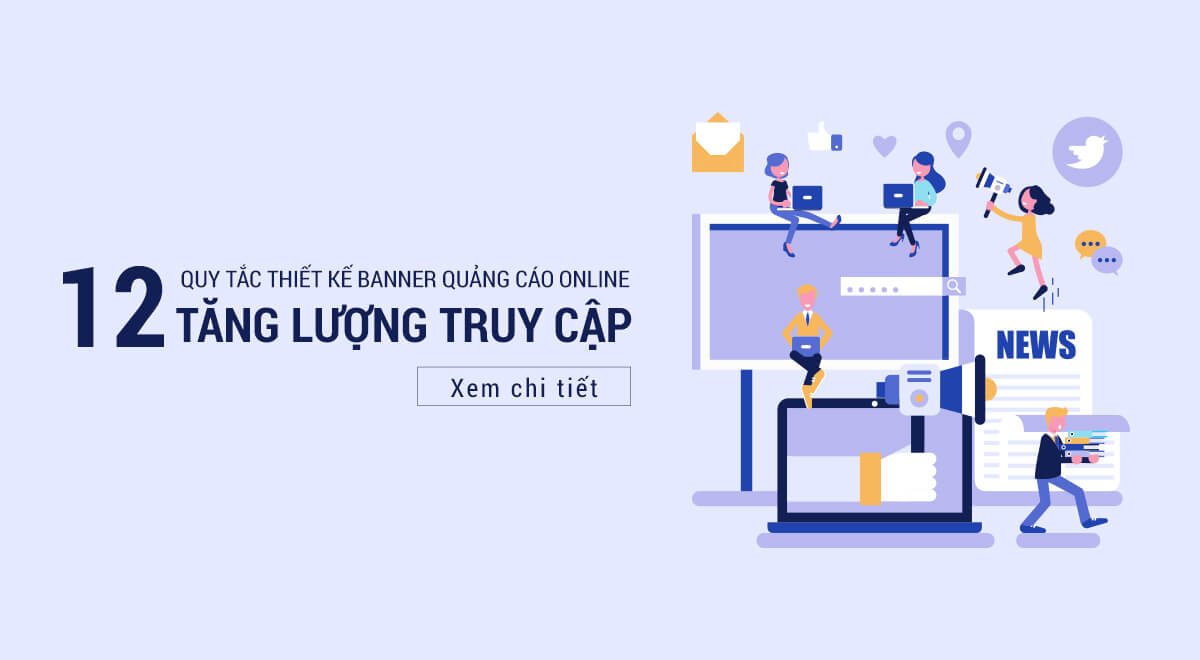 12
QUY TẮC THIẾT KẾ BANNER QUẢNG CÁO ONLINE
TĂNG LƯỢNG TRUY CẬP
Xem chi tiết
NEWS